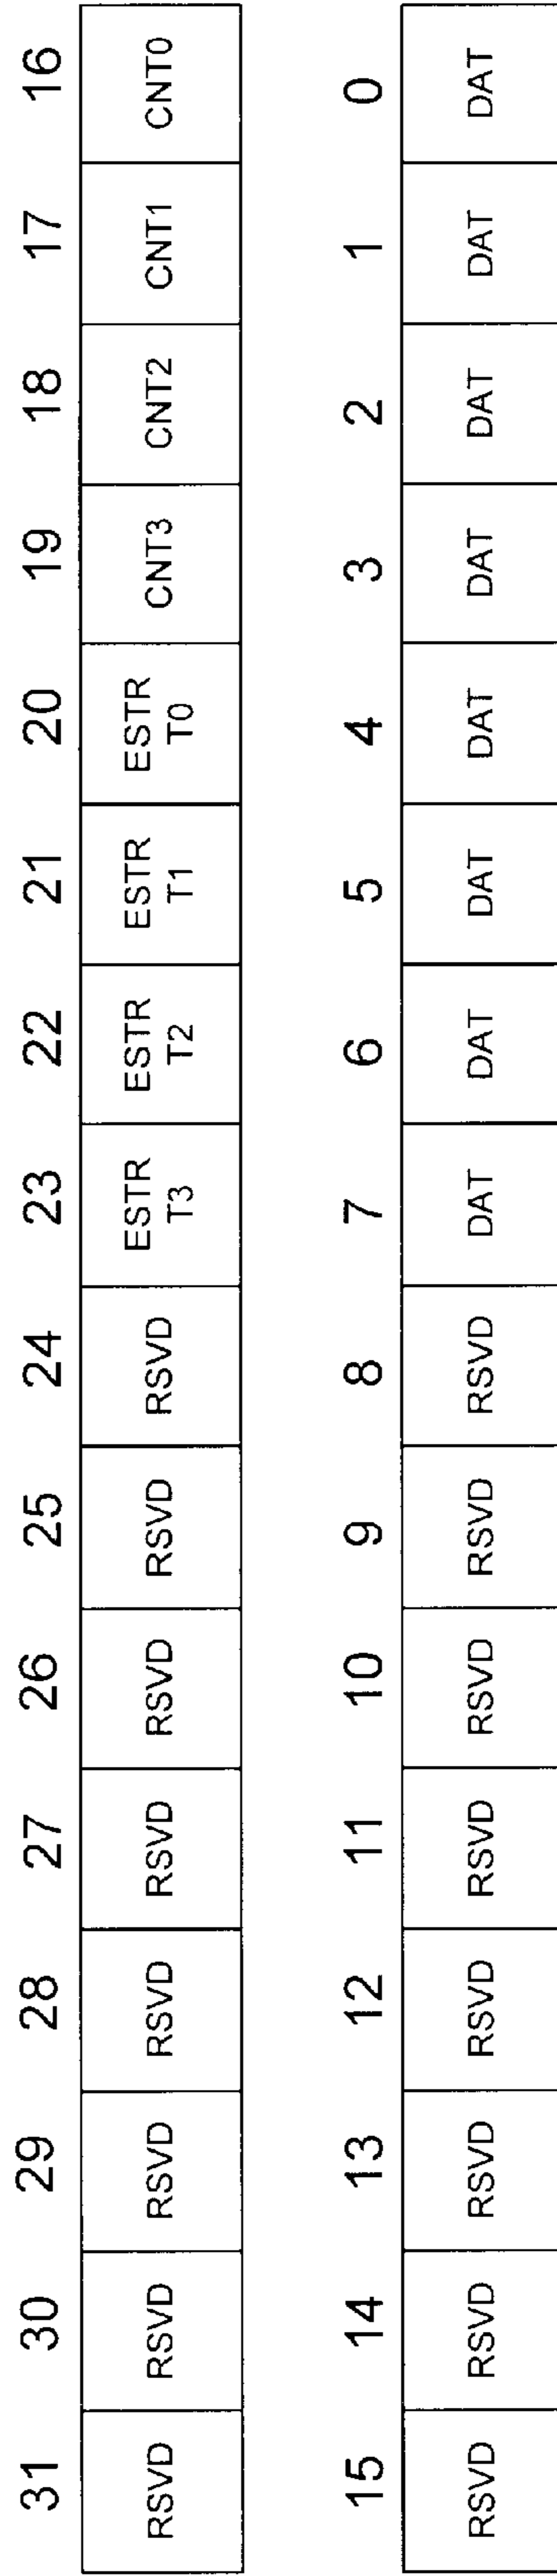 31 30 29 28 27 26 25 24 23 22 21 20 19 18 17 16
RSVD RSVD RSVD RSVD RSVD RSVD RSVD RSVD ESTR ESTR ESTR ESTR CNT3 CNT2 CNT1 CNT0
T3 T2 T1 T0
15 14 13 12 11 10 9 8 7 6 5 4 3 2 1 0
RSVD RSVD RSVD RSVD RSVD RSVD RSVD RSVD DAT DAT DAT DAT DAT DAT DAT DAT